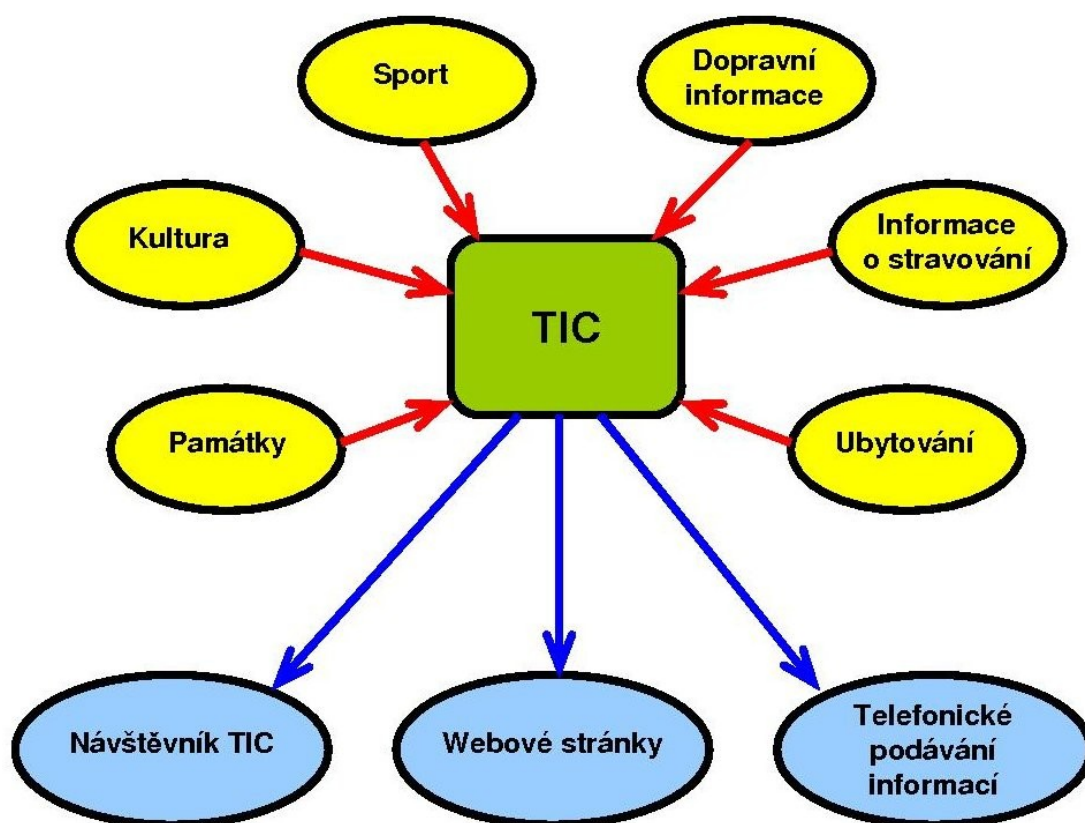 Sport
Dopravní
informace
Kultura
Informace
o stravování
TIC
Památky
Ubytování
Návštěvník TIC
Webové stránky
Telefonické
podávání
informací